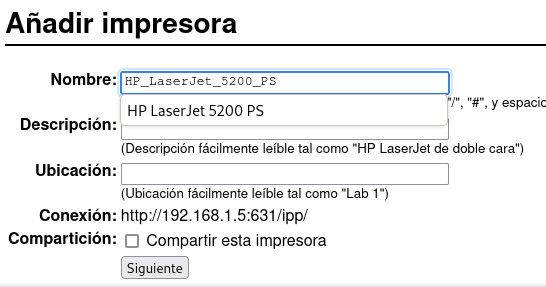 Añadir impresora
Nombre: HP_LaserJet_5200_PS
HP LaserJet 5200 PS
"/", "#", y espacio
Descripción:
(Descripción fácilmente leíble tal como "HP LaserJet de doble cara")
Ubicación:
(Ubicación fácilmente leíble tal como "Lab 1")
Conexión: http://192.168.1.5:631/ipp/
Compartición: Compartir esta impresora
Siguiente